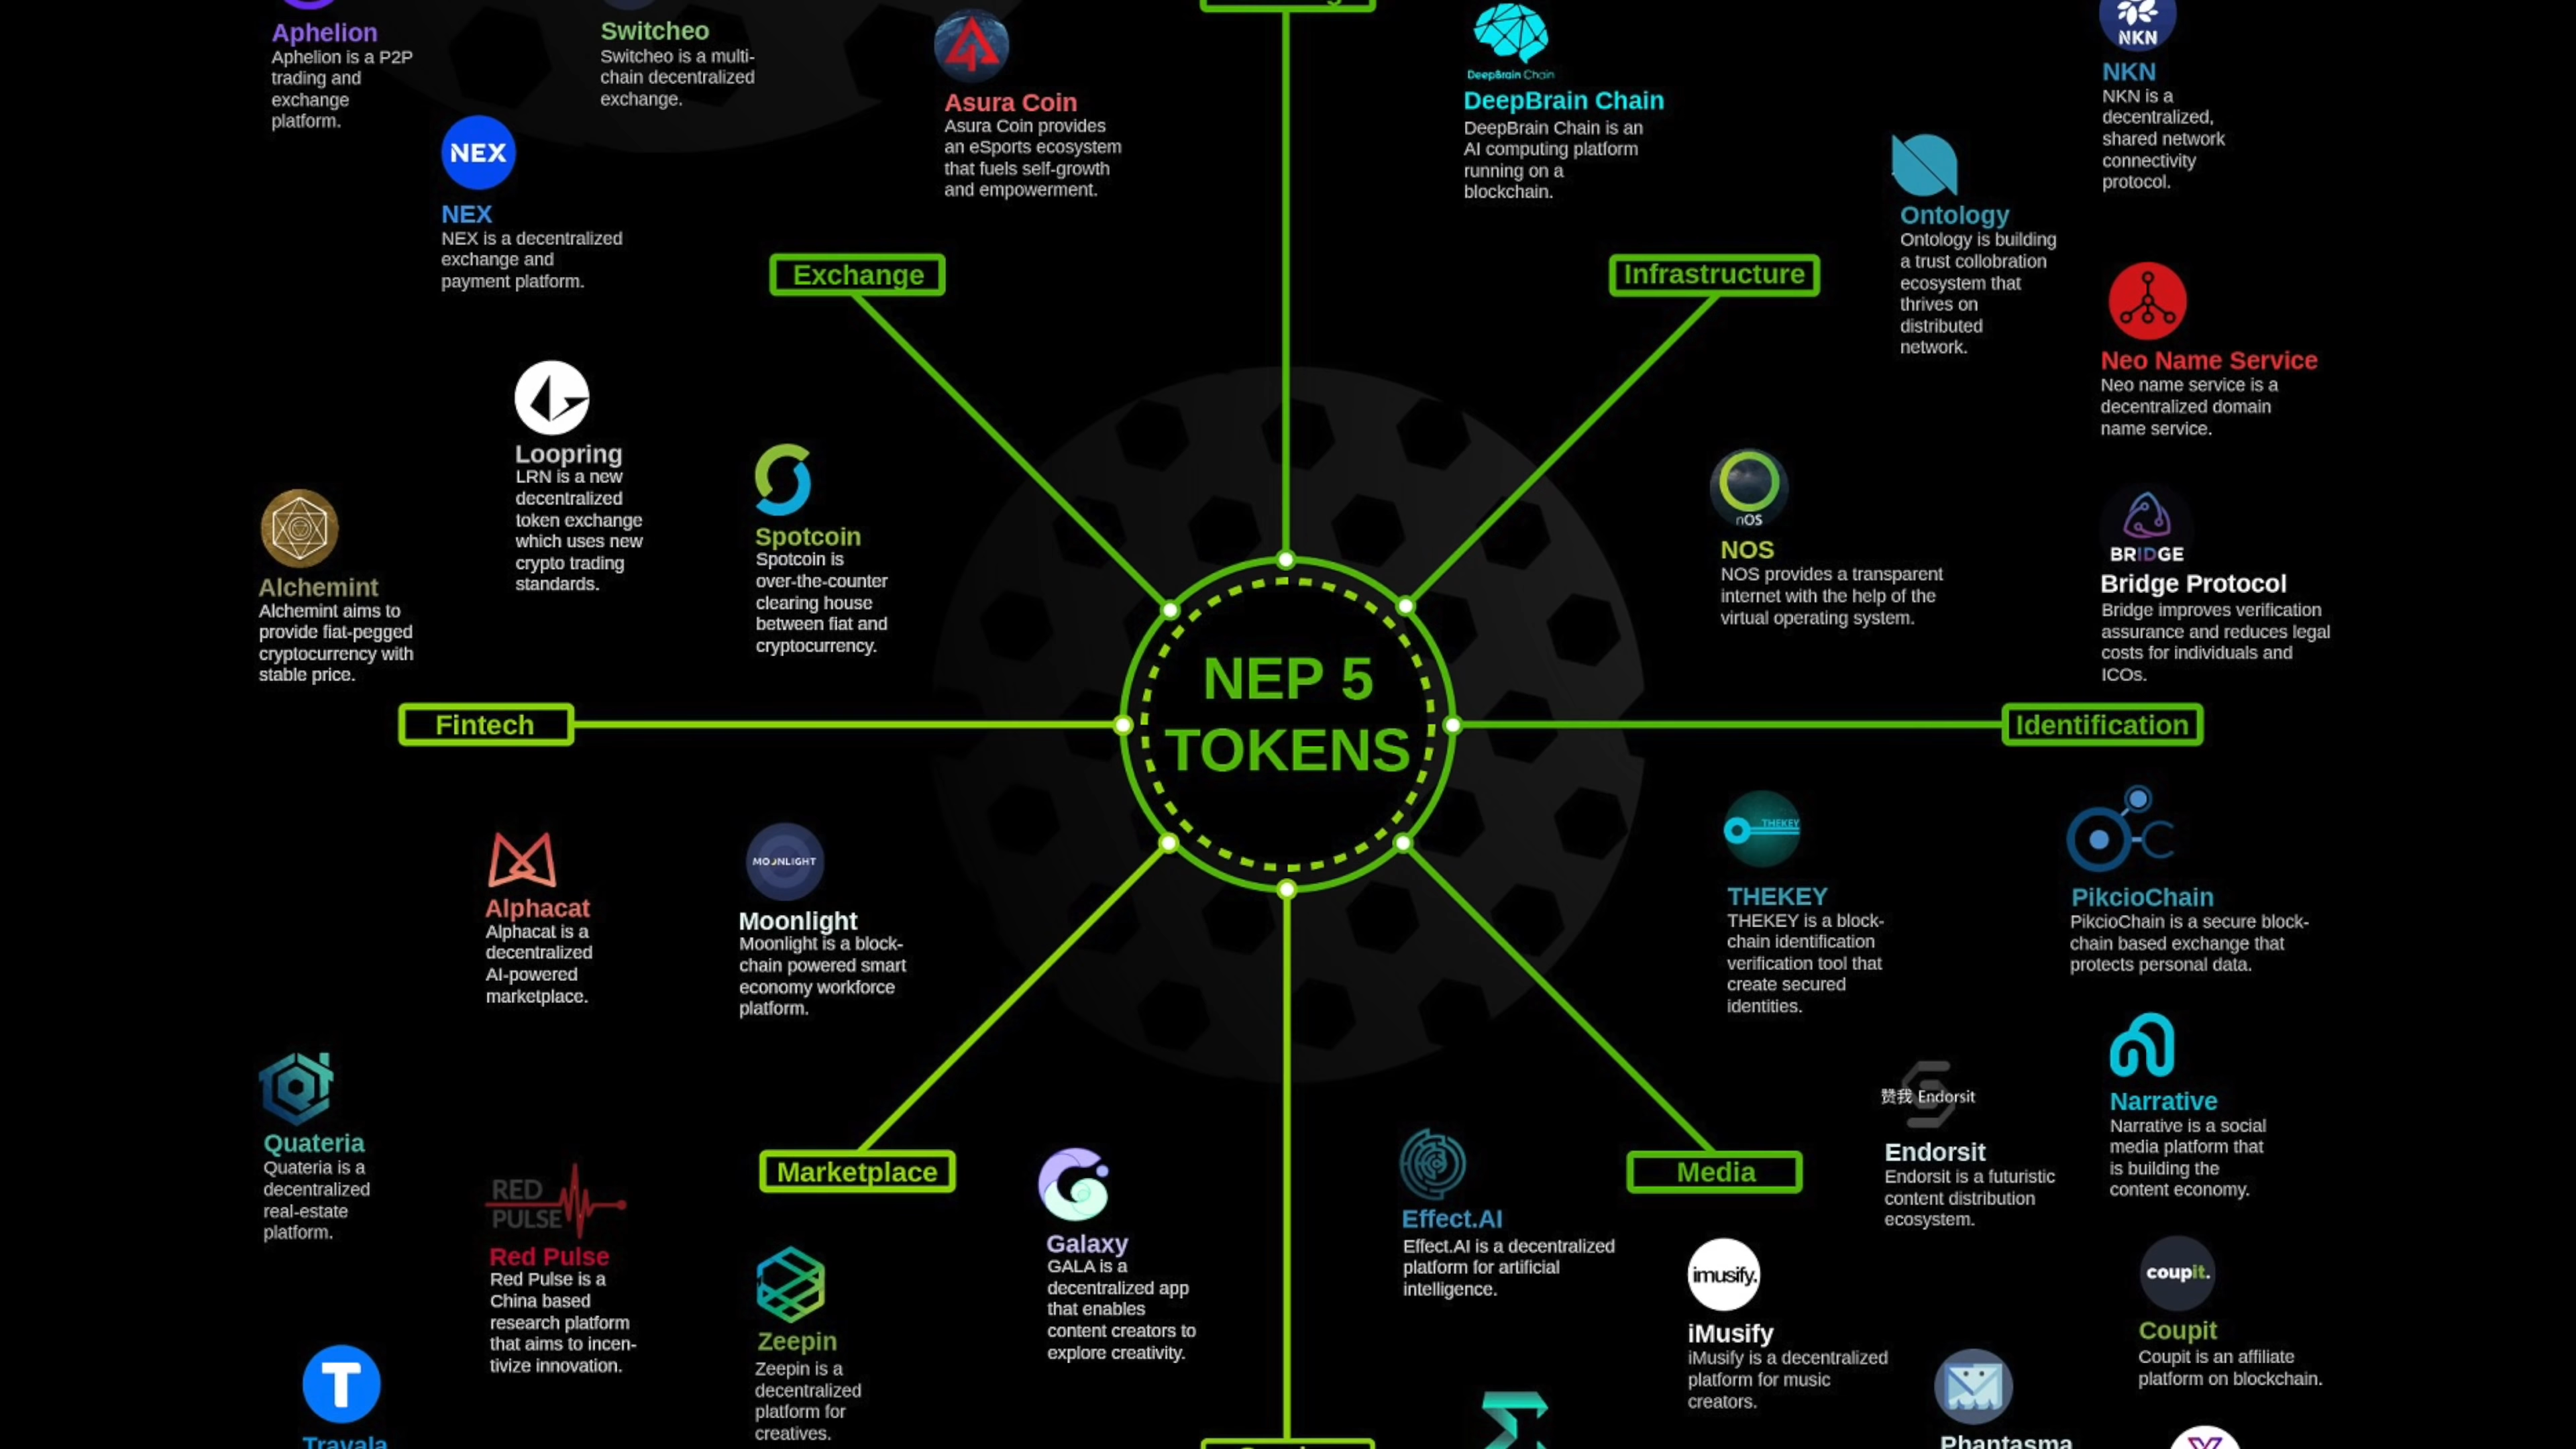 Aphelion
Aphelion is a P2P
trading and
exchange
platform.
Switcheo
Switcheo is a multi-
chain decentralized
exchange.
Asura Coin
Asura Coin provides
an eSports ecosystem
that fuels self-growth
and empowerment.
DeepBrain Chain
DeepBrain Chain
DeepBrain Chain is an
AI computing platform
running on a
blockchain.
NKN
NKN
NKN is a
decentralized,
shared network
connectivity
protocol.
NEX
NEX
NEX is a decentralized
exchange and
payment platform.
Exchange
Infrastructure
Ontology
Ontology is building
a trust collobration
ecosystem that
thrives on
distributed
network.
Neo Name Service
Neo name service is a
decentralized domain
name service.
Loopring
LRN is a new
decentralized
token exchange
which uses new
crypto trading
standards.
Spotcoin
Spotcoin is
over-the-counter
clearing house
between fiat and
cryptocurrency.
Alchemint
Alchemint aims to
provide fiat-pegged
cryptocurrency with
stable price.
nOS
NOS
NOS provides a transparent
internet with the help of the
virtual operating system.
BRIDGE
Bridge Protocol
Bridge improves verification
assurance and reduces legal
costs for individuals and
ICOs.
NEP 5
TOKENS
Fintech
Identification
Alphacat
Alphacat is a
decentralized
AI-powered
marketplace.
MOONLIGHT
Moonlight
Moonlight is a block-
chain powered smart
economy workforce
platform.
THEKEY
THEKEY
THEKEY is a block-
chain identification
verification tool that
create secured
identities.
PikcioChain
PikcioChain is a secure block-
chain based exchange that
protects personal data.
Quateria
Quateria is a
decentralized
real-estate
platform.
RED
PULSE
Red Pulse
Red Pulse is a
China based
research platform
that aims to incen-
tivize innovation.
Marketplace
Zeepin
Zeepin is a
decentralized
platform for
creatives.
Galaxy
GALA is a
decentralized app
that enables
content creators to
explore creativity.
Effect.AI
Effect.AI is a decentralized
platform for artificial
intelligence.
Media
赞我 Endorsit
Endorsit
Endorsit is a futuristic
content distribution
ecosystem.
Narrative
Narrative is a social
media platform that
is building the
content economy.
imusify.
iMusify
iMusify is a decentralized
platform for music
creators.
coupit.
Coupit
Coupit is an affiliate
platform on blockchain.
T
Travala
Phantasma